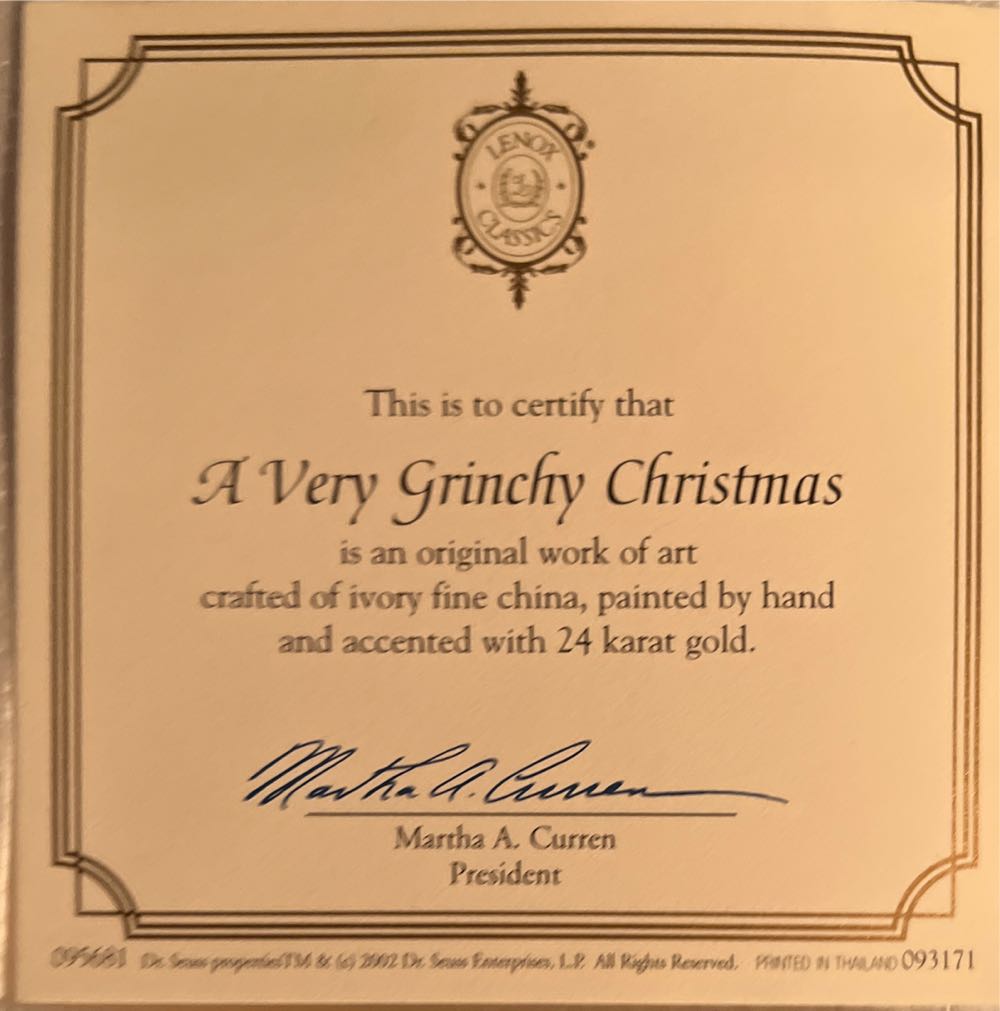 LENOX
CLASSICS
This is to certify that
A Very Grinchy Christmas
is an original work of art
crafted of ivory fine china, painted by hand
and accented with 24 karat gold.
Martha A. Curren
Martha A. Curren
President
095681 Dr. Seuss properties TM & (c) 2002 Dr. Seuss Enterprises, L.P. All Rights Reserved. PRINTED IN THAILAND 093171